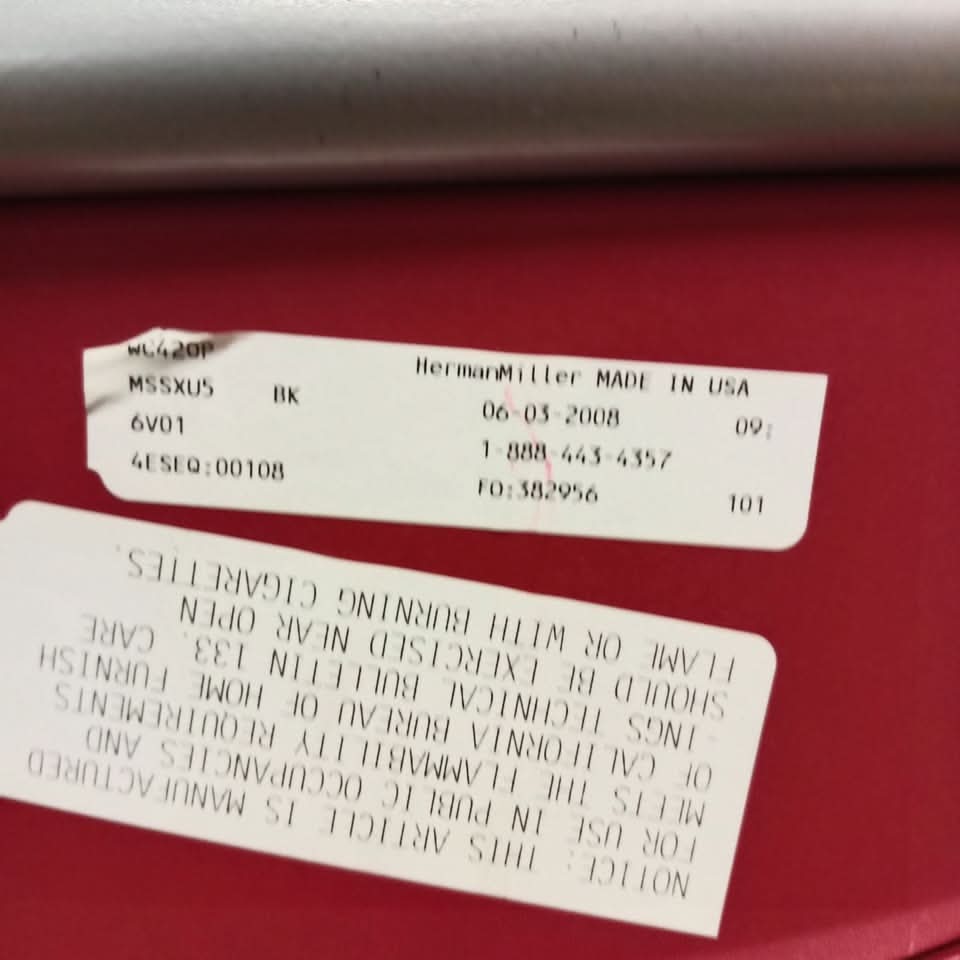 WC420P
MSSXU5 BK
6V01
4ESEQ:00108
HermanMiller MADE IN USA
06-03-2008 09:
1-888-443-4357
FO:382956 101
NOTICE: THIS ARTICLE IS MANUFACTURED
FOR USE IN PUBLIC OCCUPANCIES AND
MEETS THE FLAMMABILITY REQUIREMENTS
OF CALIFORNIA BUREAU OF HOME FURNISH
-INGS TECHNICAL BULLETIN 133. CARE
SHOULD BE EXERCISED NEAR OPEN
FLAME OR WITH BURNING CIGARETTES.